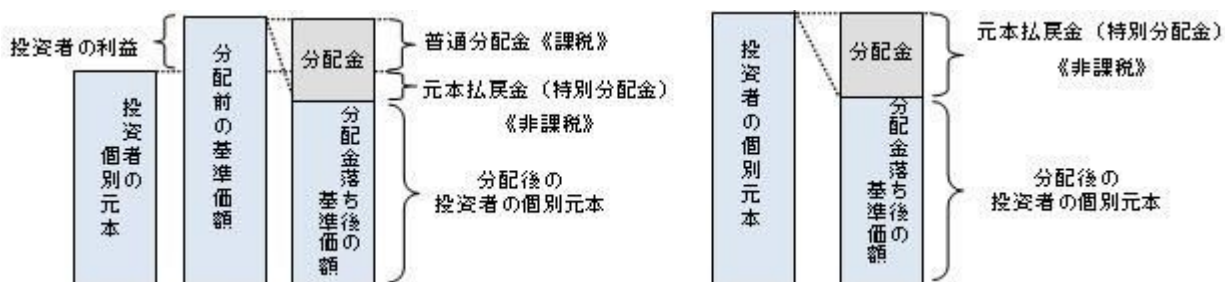 投資者の利益
投資者の
個別元本
分配前の基準価額
分配金
分配金落ち後の
基準価額
普通分配金《課税》
元本払戻金（特別分配金）
《非課税》
分配後の
投資者の個別元本
投資者の個別元本
分配金
分配金落ち後の
基準価額
元本払戻金（特別分配金）
《非課税》
分配後の
投資者の個別元本